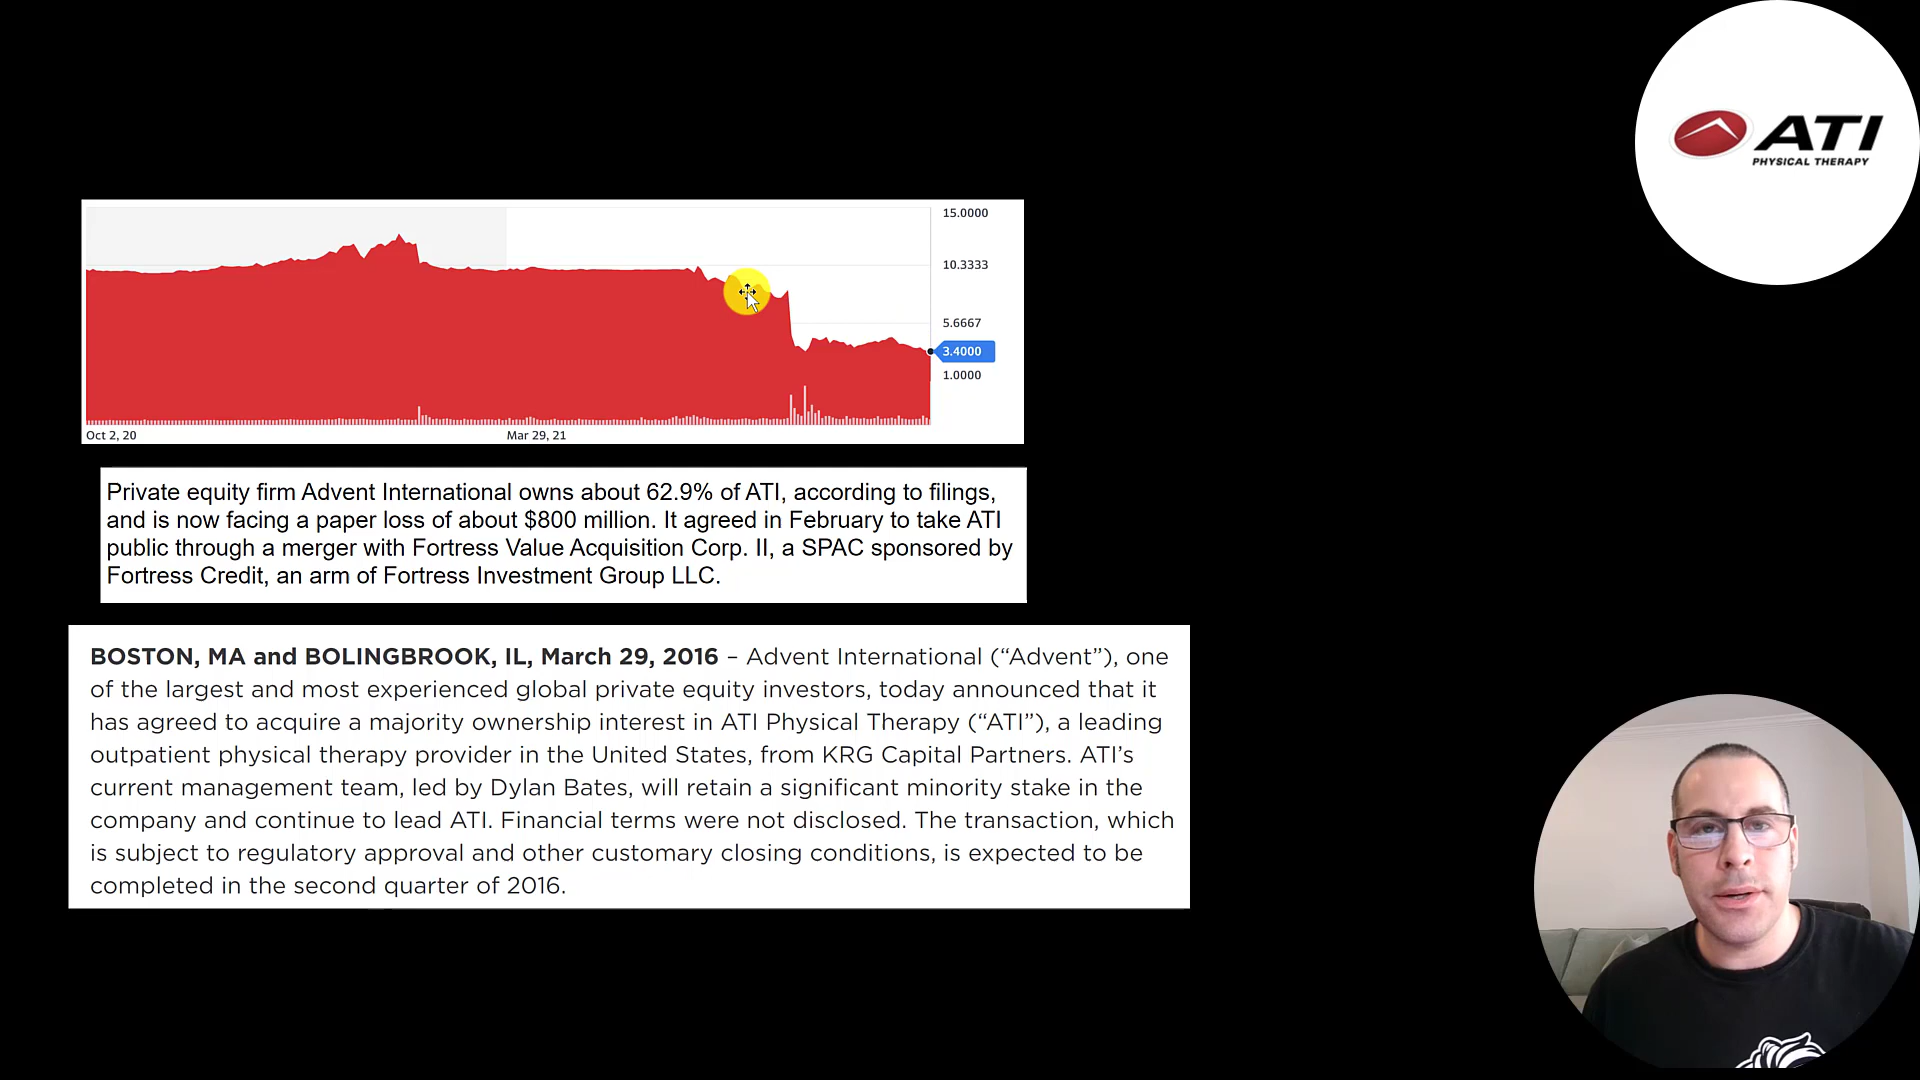 ATI
PHYSICAL THERAPY
15.0000
10.3333
5.6667
3.4000
1.0000
Oct 2, 20
Mar 29, 21
Private equity firm Advent International owns about 62.9% of ATI, according to filings,
and is now facing a paper loss of about $800 million. It agreed in February to take ATI
public through a merger with Fortress Value Acquisition Corp. II, a SPAC sponsored by
Fortress Credit, an arm of Fortress Investment Group LLC.
BOSTON, MA and BOLINGBROOK, IL, March 29, 2016 – Advent International (“Advent”), one
of the largest and most experienced global private equity investors, today announced that it
has agreed to acquire a majority ownership interest in ATI Physical Therapy (“ATI”), a leading
outpatient physical therapy provider in the United States, from KRG Capital Partners. ATI’s
current management team, led by Dylan Bates, will retain a significant minority stake in the
company and continue to lead ATI. Financial terms were not disclosed. The transaction, which
is subject to regulatory approval and other customary closing conditions, is expected to be
completed in the second quarter of 2016.